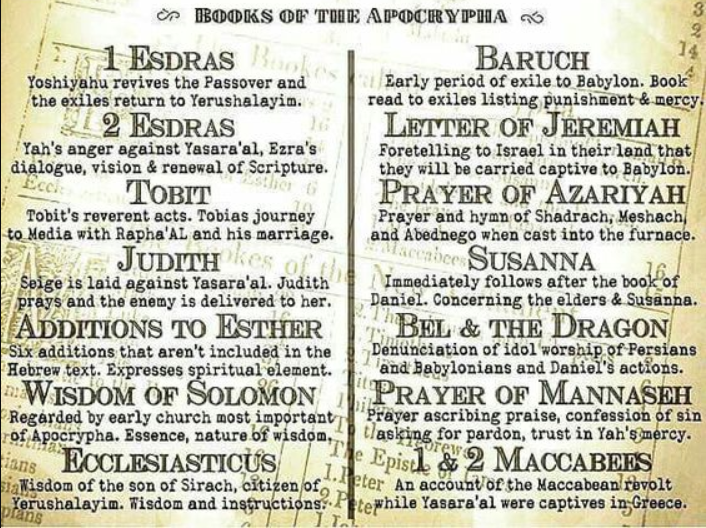 BOOKS OF THE APOCRYPHA
1 ESDRAS
Yoshiyahu revives the Passover and
the exiles return to Yerushalayim.
2 ESDRAS
Yah's anger against Yasara'al, Ezra's
dialogue, vision & renewal of Scripture.
TOBIT
Tobit's reverent acts. Tobias journey
to Media with Rapha'AL and his marriage.
JUDITH
Seige is laid against Yasara'al. Judith
prays and the enemy is delivered to her.
ADDITIONS TO ESTHER
Six additions that aren't included in the
Hebrew text. Expresses spiritual element.
WISDOM OF SOLOMON
Regarded by early church most important
of Apocrypha. Essence, nature of wisdom.
ECCLESIASTICUS
Wisdom of the son of Sirach, citizen of
Yerushalayim. Wisdom and instructions.
BARUCH
Early period of exile to Babylon. Book
read to exiles listing punishment & mercy.
LETTER OF JEREMIAH
Foretelling to Israel in their land that
they will be carried captive to Babylon.
PRAYER OF AZARIYAH
Prayer and hymn of Shadrach, Meshach,
and Abednego when cast into the furnace.
SUSANNA
Immediately follows after the book of
Daniel. Concerning the elders & Susanna.
BEL & THE DRAGON
Denunciation of idol worship of Persians
and Babylonians and Daniel's actions.
PRAYER OF MANNASEH
Prayer ascribing praise, confession of sin
asking for pardon, trust in Yah's mercy.
1 & 2 MACCABEES
An account of the Maccabean revolt
while Yasara'al were captives in Greece.